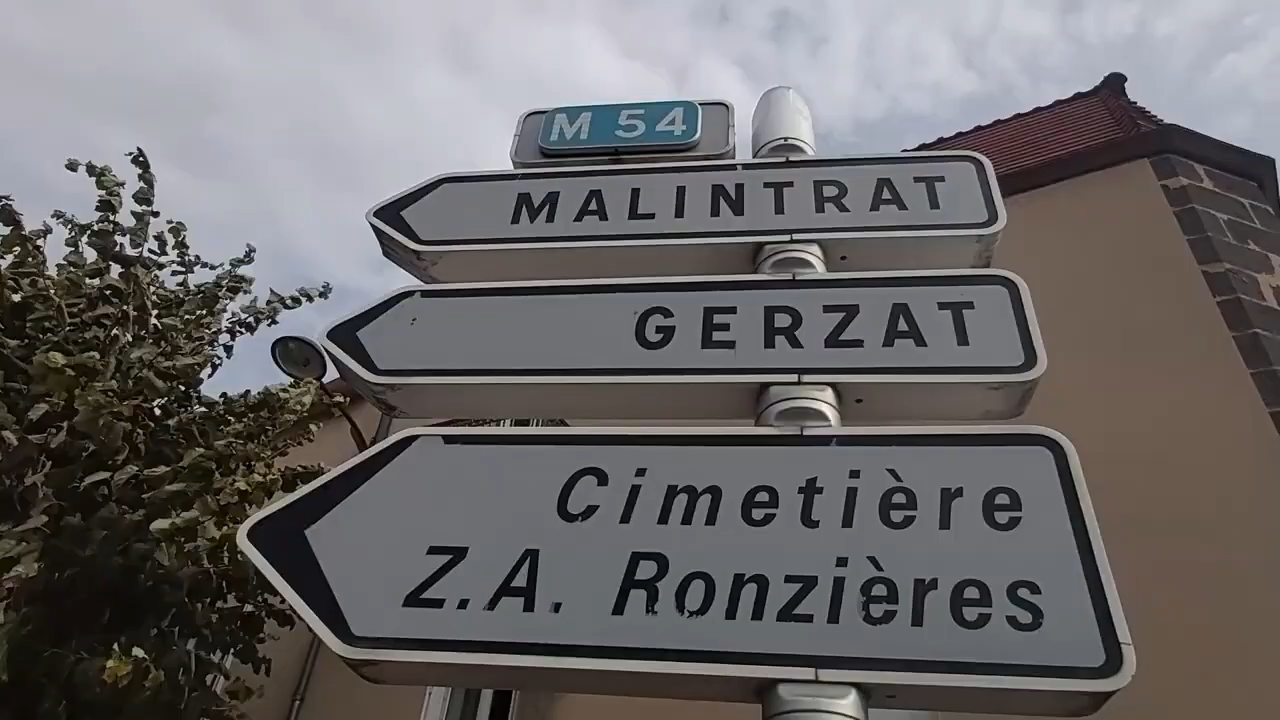 M 54
MALINTRAT
GERZAT
Cimetière
Z.A. Ronzières